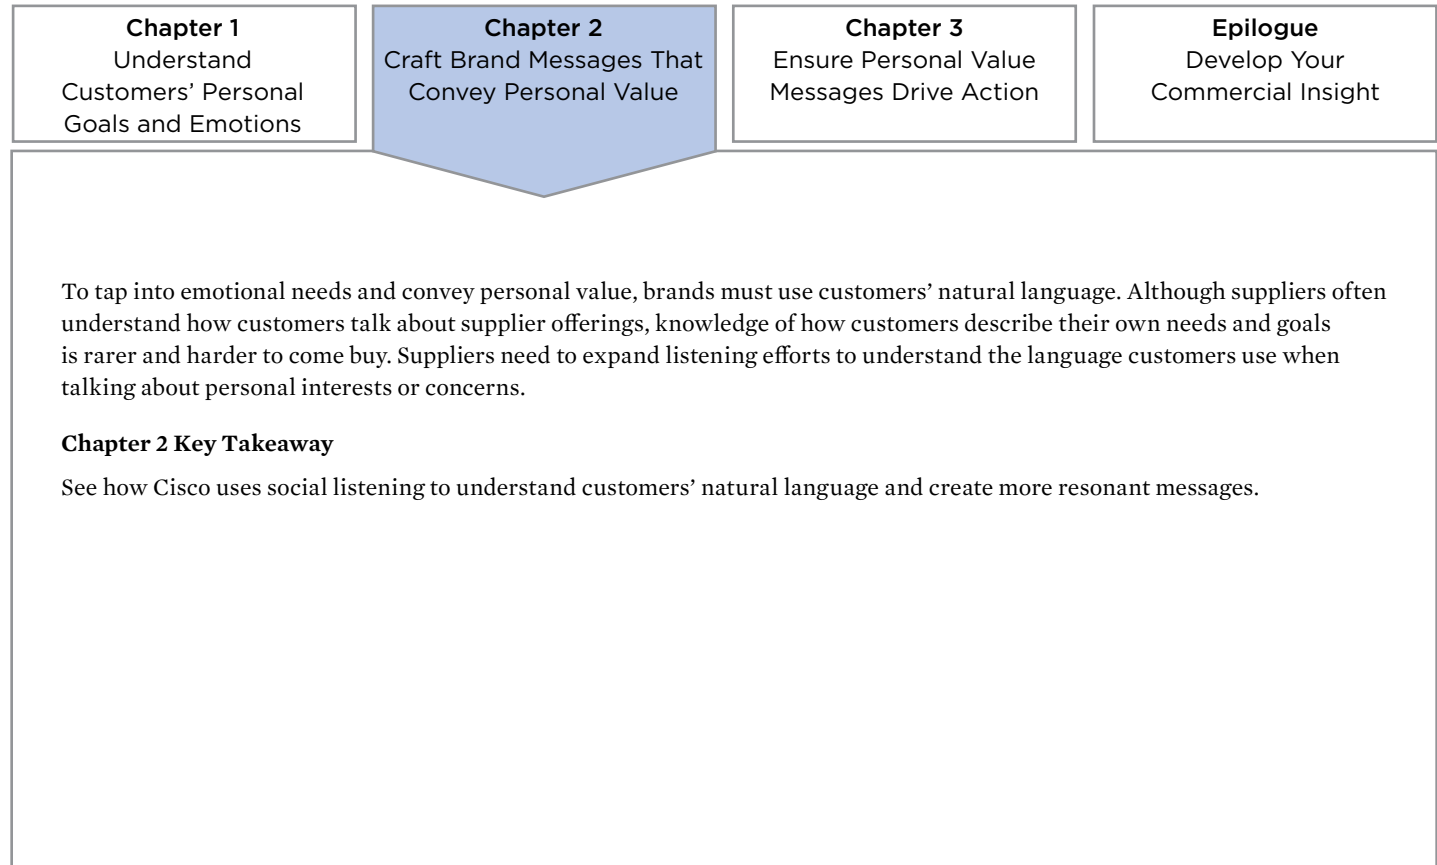 Chapter 1
Understand
Customers’ Personal
Goals and Emotions
Chapter 2
Craft Brand Messages That
Convey Personal Value
Chapter 3
Ensure Personal Value
Messages Drive Action
Epilogue
Develop Your
Commercial Insight
To tap into emotional needs and convey personal value, brands must use customers’ natural language. Although suppliers often
understand how customers talk about supplier offerings, knowledge of how customers describe their own needs and goals
is rarer and harder to come buy. Suppliers need to expand listening efforts to understand the language customers use when
talking about personal interests or concerns.
Chapter 2 Key Takeaway
See how Cisco uses social listening to understand customers’ natural language and create more resonant messages.